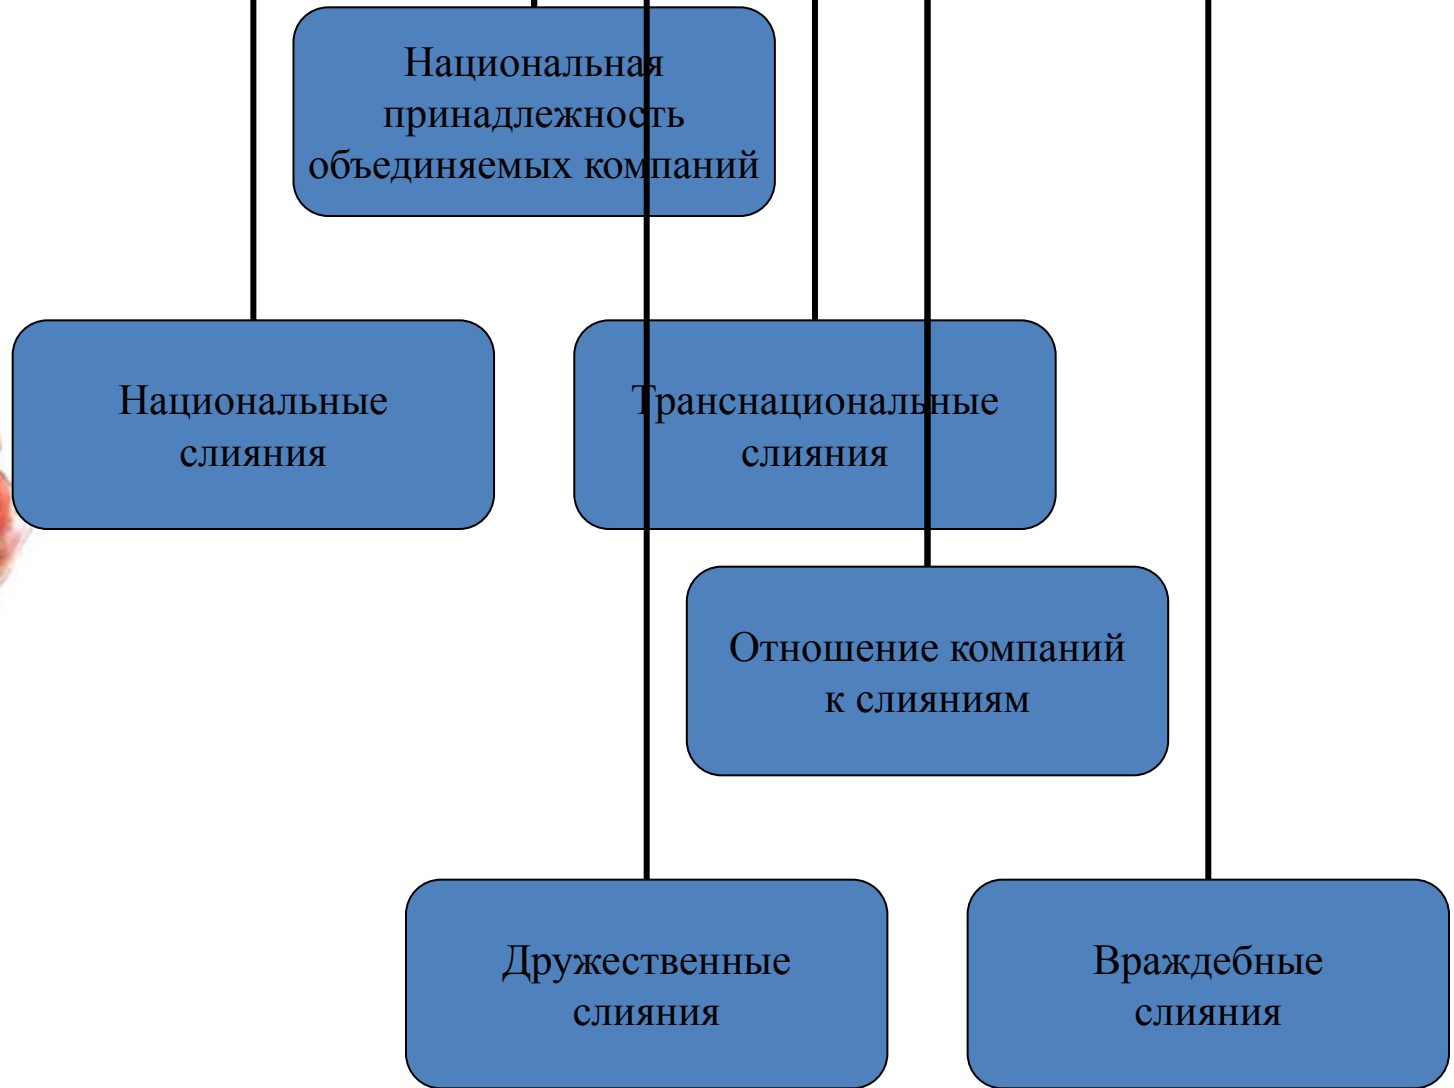 Национальная
принадлежность
объединяемых компаний
Национальные
слияния
Транснациональные
слияния
Отношение компаний
к слияниям
Дружественные
слияния
Враждебные
слияния